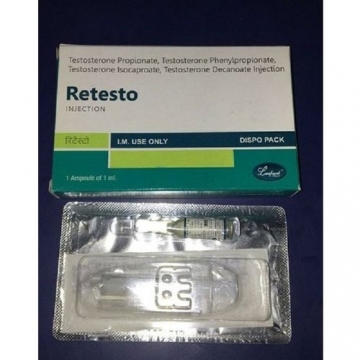 Testosterone Propionate, Testosterone Phenylpropionate,
Testosterone Isocaproate, Testosterone Decanoate Injection
Retesto
INJECTION
रिटेस्टो
I.M. USE ONLY
DISPO PACK
1 Ampoule of 1 ml.
Leeford